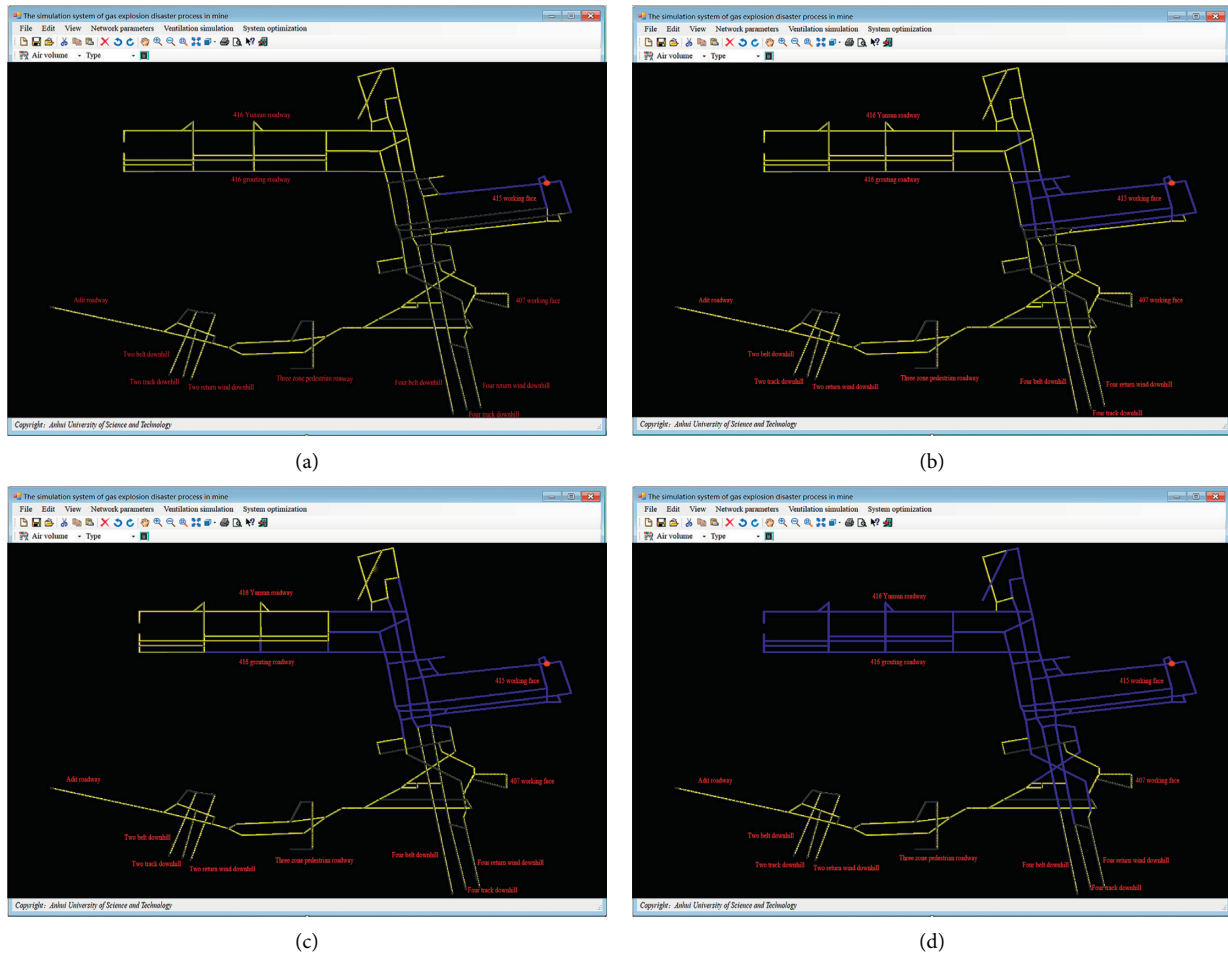 The simulation system of gas explosion disaster process in mine
File Edit View Network parameters Ventilation simulation System optimization
Air volume Type
416 Yunsun roadway
416 grouting roadway
415 working face
407 working face
Adit roadway
Two belt downhill
Two track downhill
Two return wind downhill
Three zone pedestrian roadway
Four belt downhill
Four return wind downhill
Four track downhill
Copyright: Anhui University of Science and Technology
(a)
The simulation system of gas explosion disaster process in mine
File Edit View Network parameters Ventilation simulation System optimization
Air volume Type
416 Yunsun roadway
416 grouting roadway
415 working face
407 working face
Adit roadway
Two belt downhill
Two track downhill
Two return wind downhill
Three zone pedestrian roadway
Four belt downhill
Four return wind downhill
Four track downhill
Copyright: Anhui University of Science and Technology
(b)
The simulation system of gas explosion disaster process in mine
File Edit View Network parameters Ventilation simulation System optimization
Air volume Type
416 Yunsun roadway
416 grouting roadway
415 working face
407 working face
Adit roadway
Two belt downhill
Two track downhill
Two return wind downhill
Three zone pedestrian roadway
Four belt downhill
Four return wind downhill
Four track downhill
Copyright: Anhui University of Science and Technology
(c)
The simulation system of gas explosion disaster process in mine
File Edit View Network parameters Ventilation simulation System optimization
Air volume Type
416 Yunsun roadway
416 grouting roadway
415 working face
407 working face
Adit roadway
Two belt downhill
Two track downhill
Two return wind downhill
Three zone pedestrian roadway
Four belt downhill
Four return wind downhill
Four track downhill
Copyright: Anhui University of Science and Technology
(d)